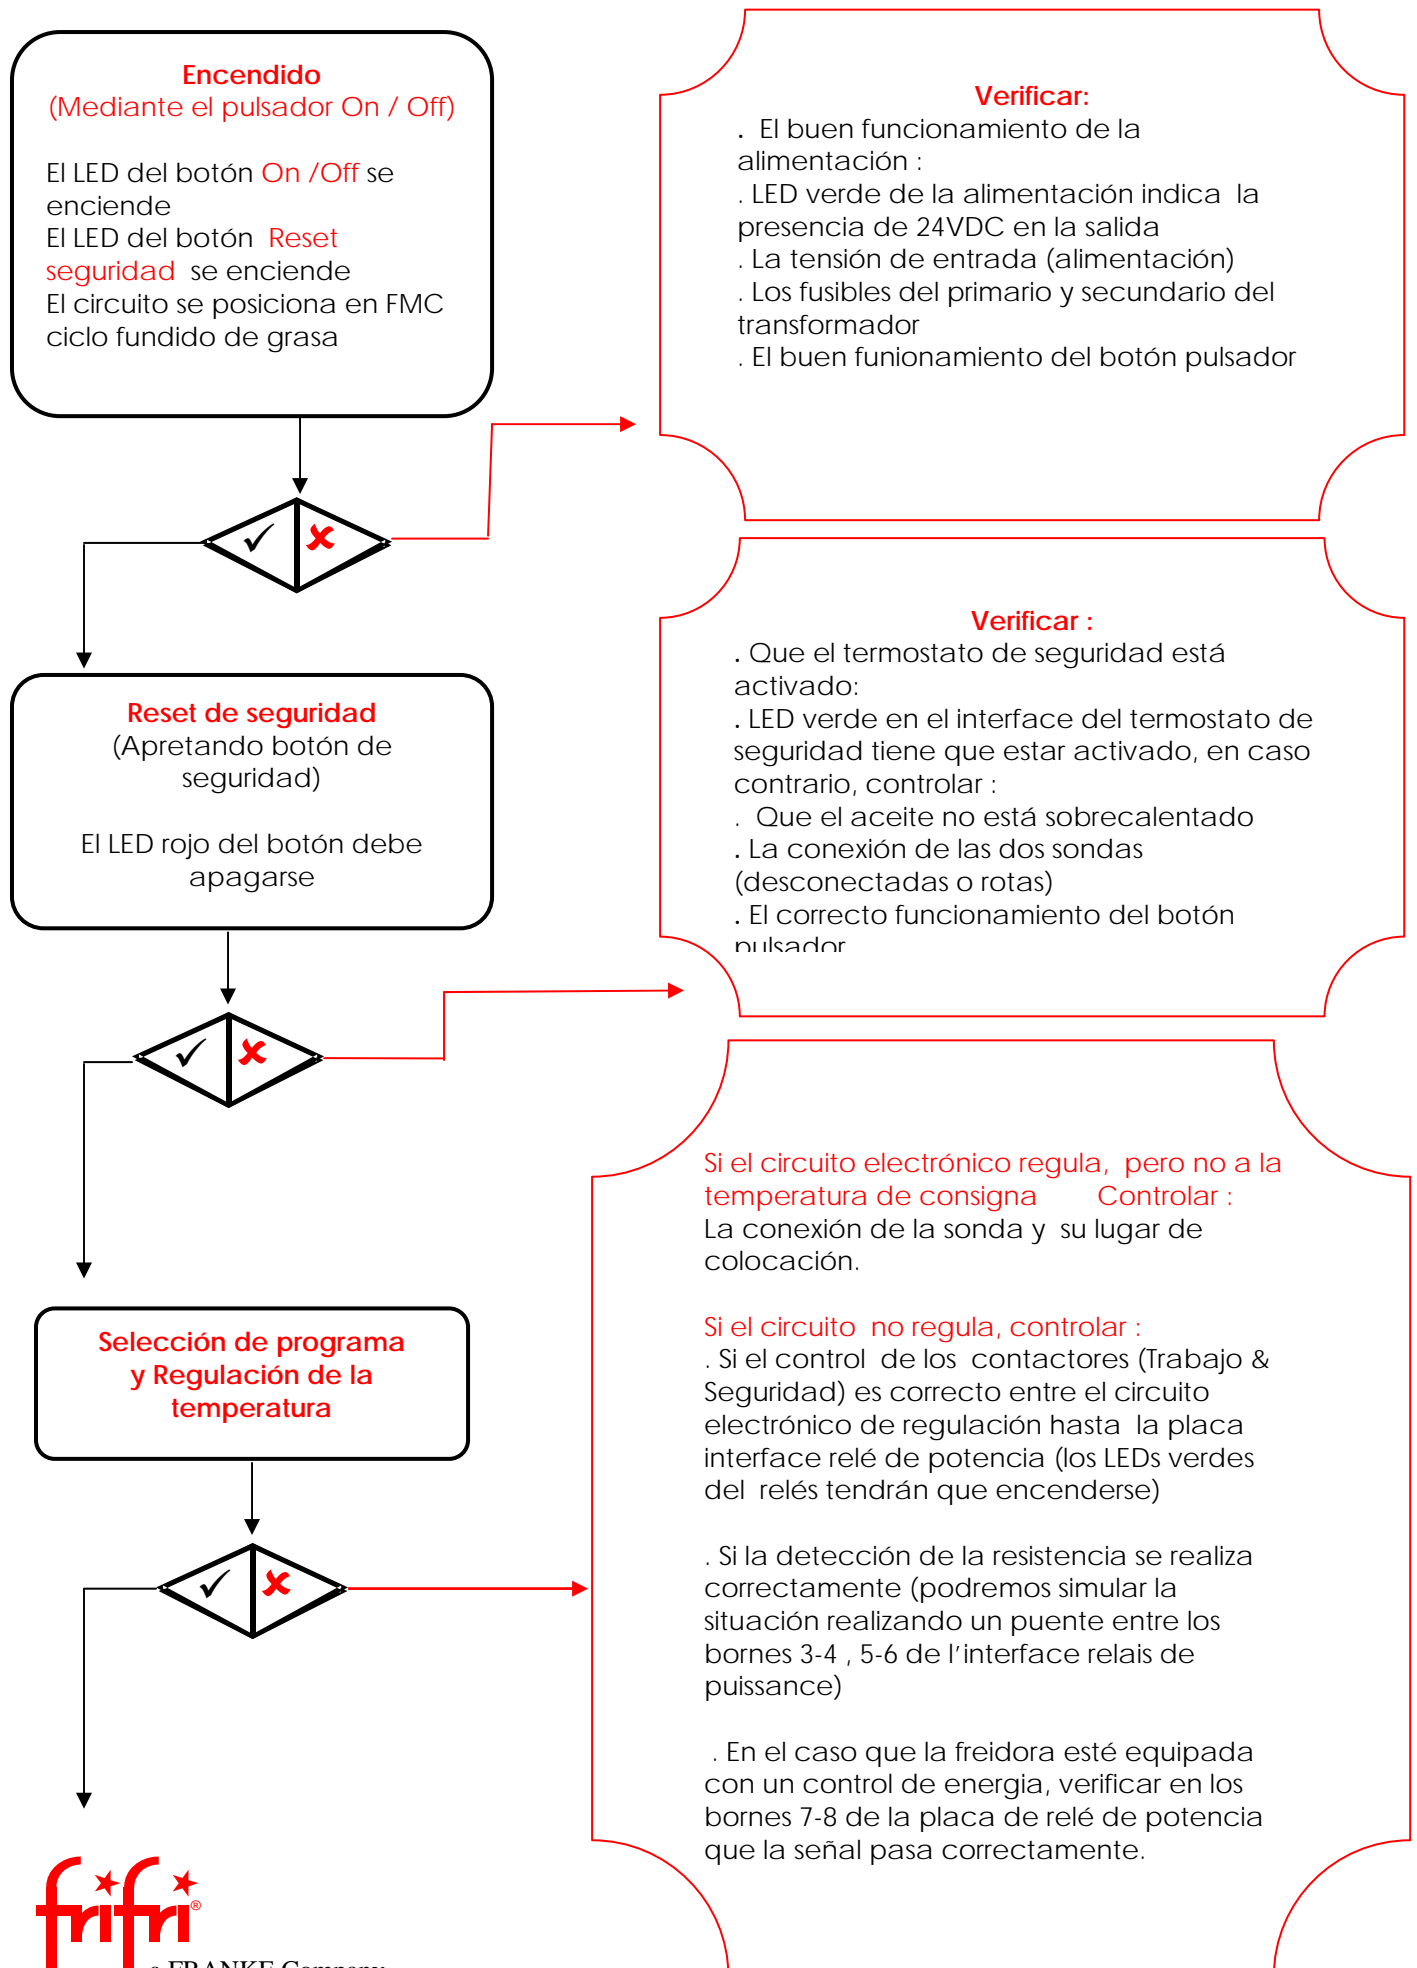 Encendido
(Mediante el pulsador On / Off)
El LED del botón On /Off se
enciende
El LED del botón Reset
seguridad se enciende
El circuito se posiciona en FMC
ciclo fundido de grasa
Verificar:
. El buen funcionamiento de la
alimentación :
. LED verde de la alimentación indica la
presencia de 24VDC en la salida
. La tensión de entrada (alimentación)
. Los fusibles del primario y secundario del
transformador
. El buen funionamiento del botón pulsador
✓ ✘
Reset de seguridad
(Apretando botón de
seguridad)
El LED rojo del botón debe
apagarse
Verificar :
. Que el termostato de seguridad está
activado:
. LED verde en el interface del termostato de
seguridad tiene que estar activado, en caso
contrario, controlar :
. Que el aceite no está sobrecalentado
. La conexión de las dos sondas
(desconectadas o rotas)
. El correcto funcionamiento del botón
pulsador
✓ ✘
Selección de programa
y Regulación de la
temperatura
Si el circuito electrónico regula, pero no a la
temperatura de consigna Controlar :
La conexión de la sonda y su lugar de
colocación.
Si el circuito no regula, controlar :
. Si el control de los contactores (Trabajo &
Seguridad) es correcto entre el circuito
electrónico de regulación hasta la placa
interface relé de potencia (los LEDs verdes
del relés tendrán que encenderse)
. Si la detección de la resistencia se realiza
correctamente (podremos simular la
situación realizando un puente entre los
bornes 3-4 , 5-6 de l'interface relais de
puissance)
. En el caso que la freidora esté equipada
con un control de energia, verificar en los
bornes 7-8 de la placa de relé de potencia
que la señal pasa correctamente.
✓ ✘
frifri®
a FRANKE Company